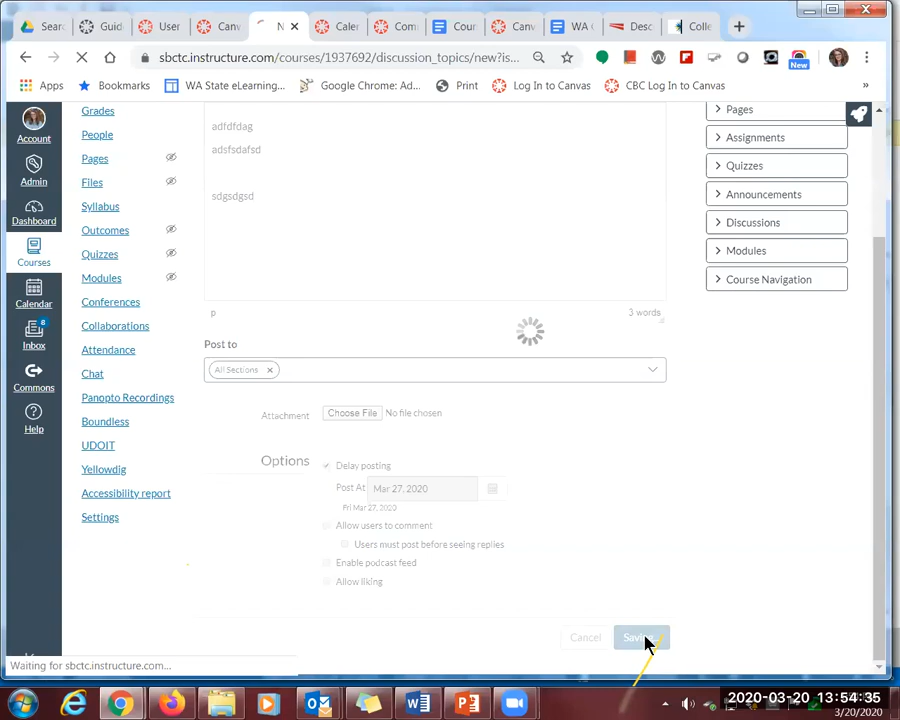 Sear
Guid
User
Canv
N
Caler
Com
Cour
Canv
WA
Desc
Colle
sbctc.instructure.com/courses/1937692/discussion_topics/new?is...
New
Apps
Bookmarks
WA State eLearning...
Google Chrome: Ad...
Print
Log In to Canvas
CBC Log In to Canvas
»
Account
Admin
Dashboard
Courses
Calendar
6
Inbox
Commons
Help
Grades
People
Pages
Files
Syllabus
Outcomes
Quizzes
Modules
Conferences
Collaborations
Attendance
Chat
Panopto Recordings
Boundless
UDOIT
Yellowdig
Accessibility report
Settings
adfdfdag
adsfsdafsd
sdgsgdgsd
p
3 words
Post to
All Sections
Attachment
Choose File No file chosen
Options
Delay posting
Post At: Mar 27, 2020
Fri Mar 27, 2020
Allow users to comment
Users must post before seeing replies
Enable podcast feed
Allow liking
Cancel
Pages
Assignments
Quizzes
Announcements
Discussions
Modules
Course Navigation
Waiting for sbctc.instructure.com...
2020-03-20 13:54:35
3/20/2020